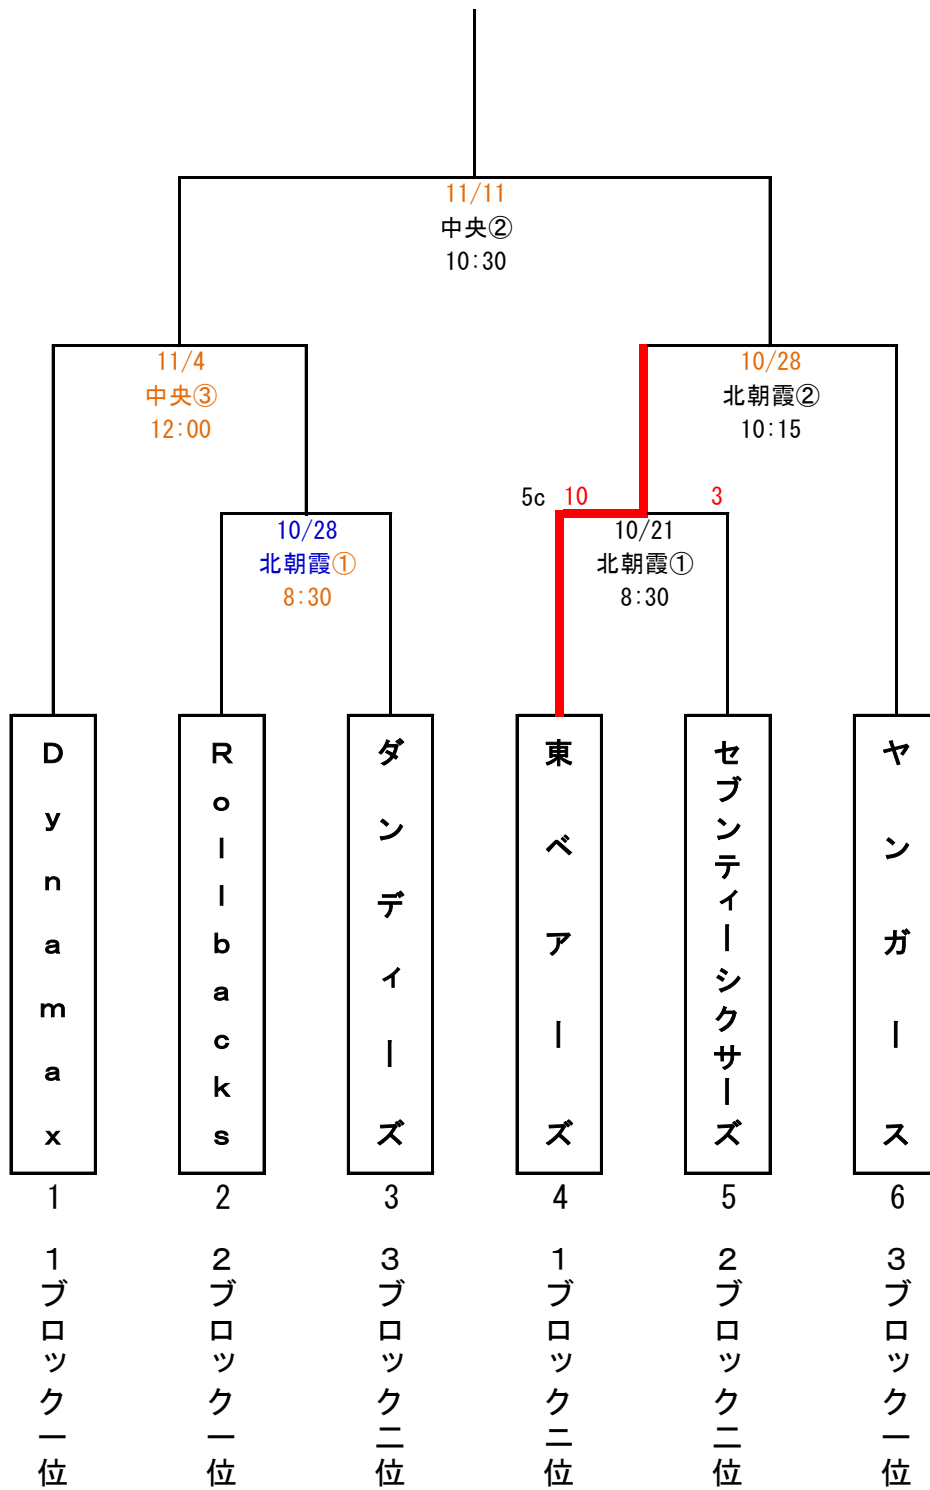 11/11
中央②
10:30
11/4
中央③
12:00
10/28
北朝霞②
10:15
5c 10 3
10/28
北朝霞①
8:30
10/21
北朝霞①
8:30
Dynamax
Rollbacks
ダンディーズ
東ベアーズ
セブンティーシクサーズ
ヤンガース
1 2 3 4 5 6
1ブロック一位
2ブロック一位
3ブロック二位
1ブロック二位
2ブロック二位
3ブロック一位